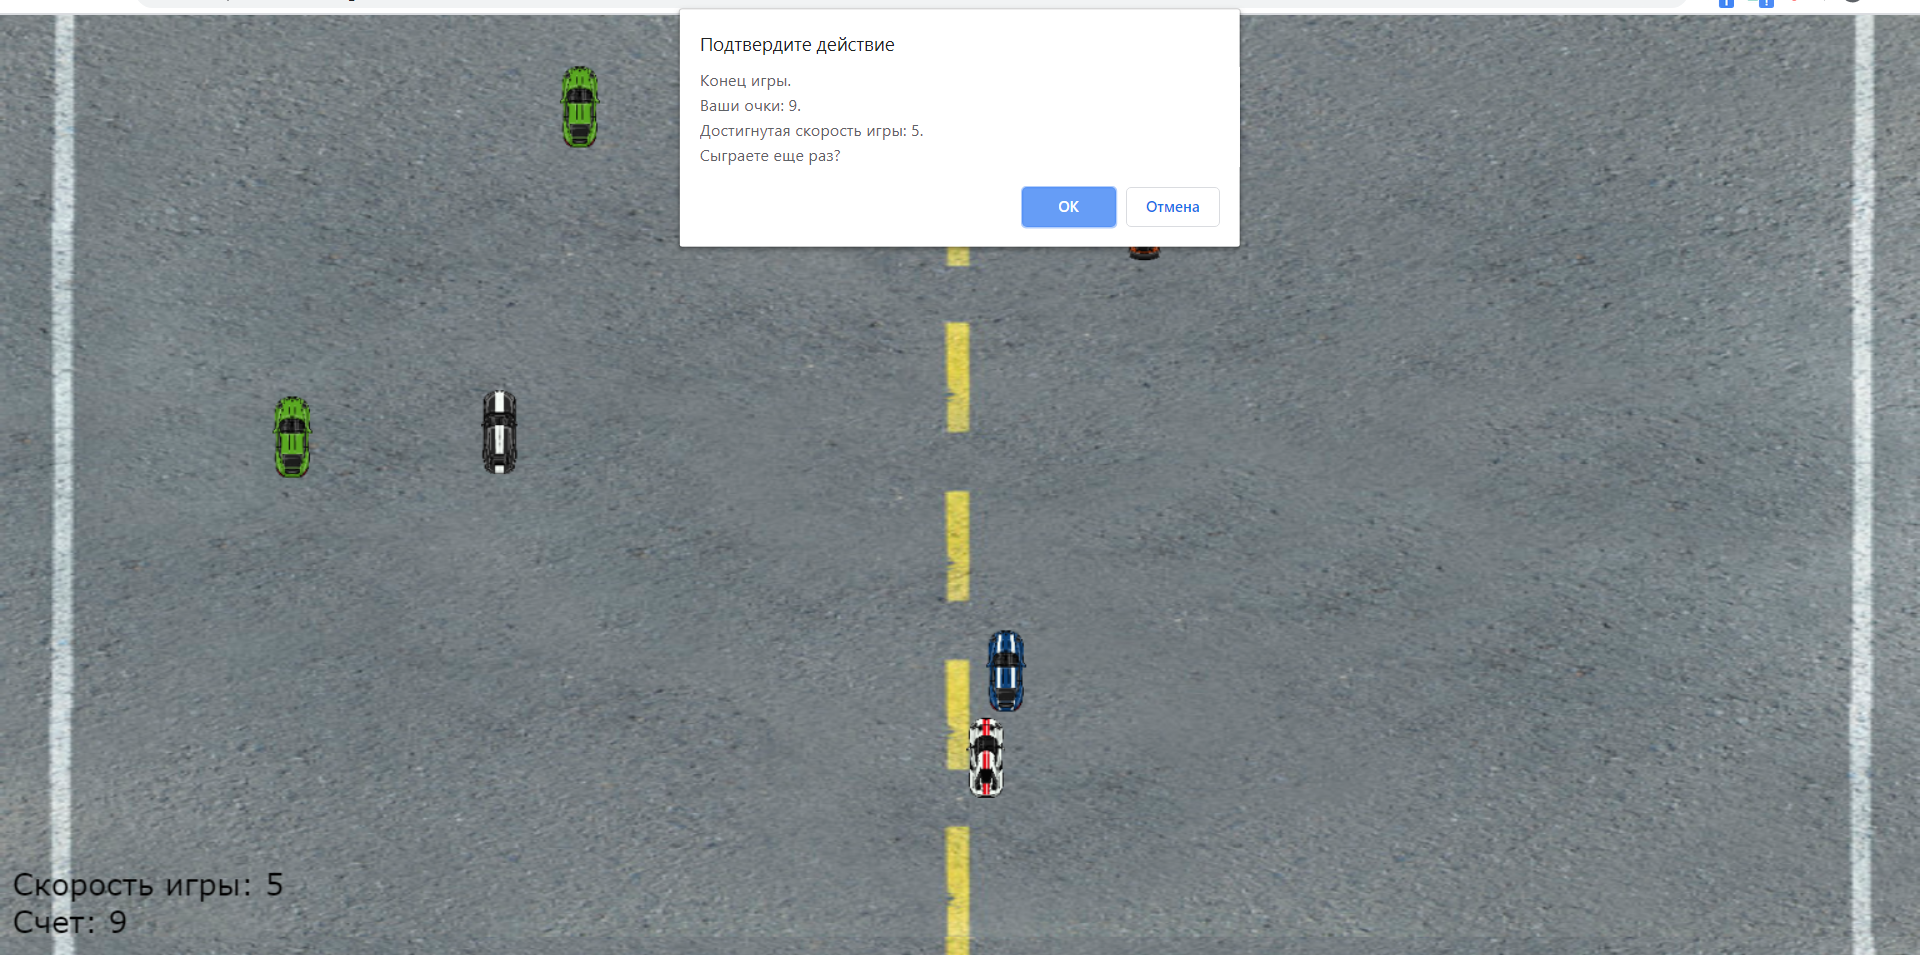 Подтвердите действие
Конец игры.
Ваши очки: 9.
Достигнутая скорость игры: 5.
Сыграете еще раз?
ОК
Отмена
Скорость игры: 5
Счет: 9